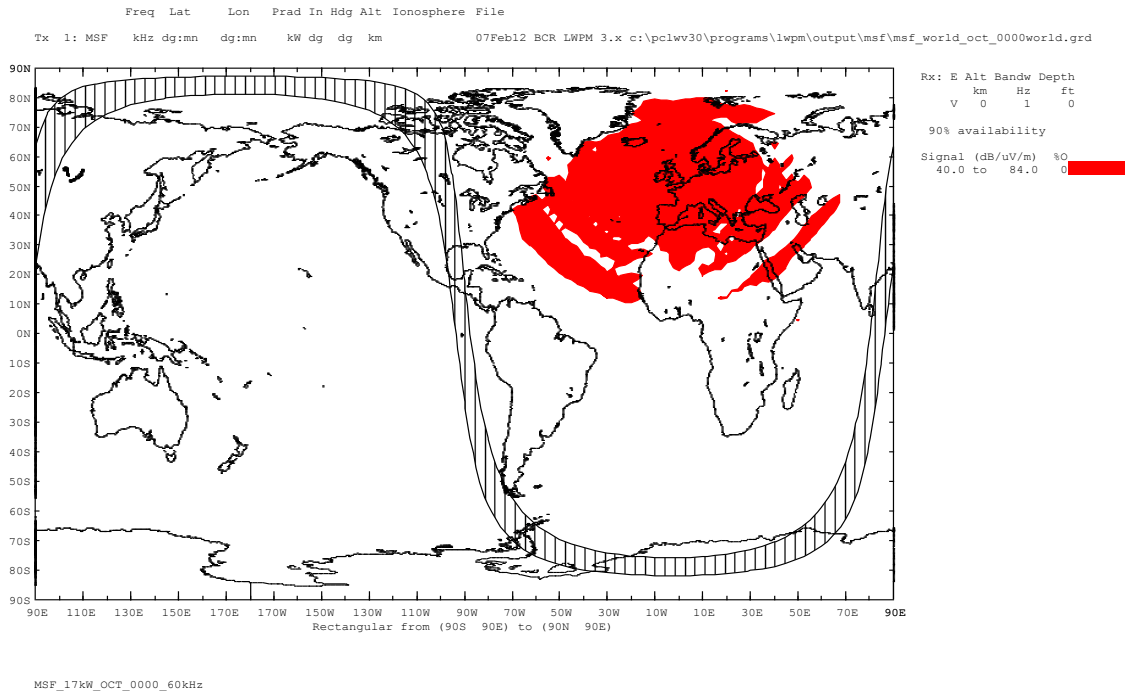 Freq Lat Lon Prad In Hdg Alt Ionosphere File
Tx 1: MSF kHz dg:mn dg:mn kW dg dg km 07Feb12 BCR LWPM 3.x c:\pclwv30\programs\lwpm\output\msf\msf_world_oct_0000world.grd
Rx: E Alt Bandw Depth
km Hz ft
V 0 1 0
90% availability
Signal (dB/uV/m) %O
40.0 to 84.0 0
90N
80N
70N
60N
50N
40N
30N
20N
10N
0N
10S
20S
30S
40S
50S
60S
70S
80S
90S
90E 110E 130E 150E 170E 170W 150W 130W 110W 90W 70W 50W 30W 10W 10E 30E 50E 70E 90E
Rectangular from (90S 90E) to (90N 90E)
MSF_17kW_OCT_0000_60kHz